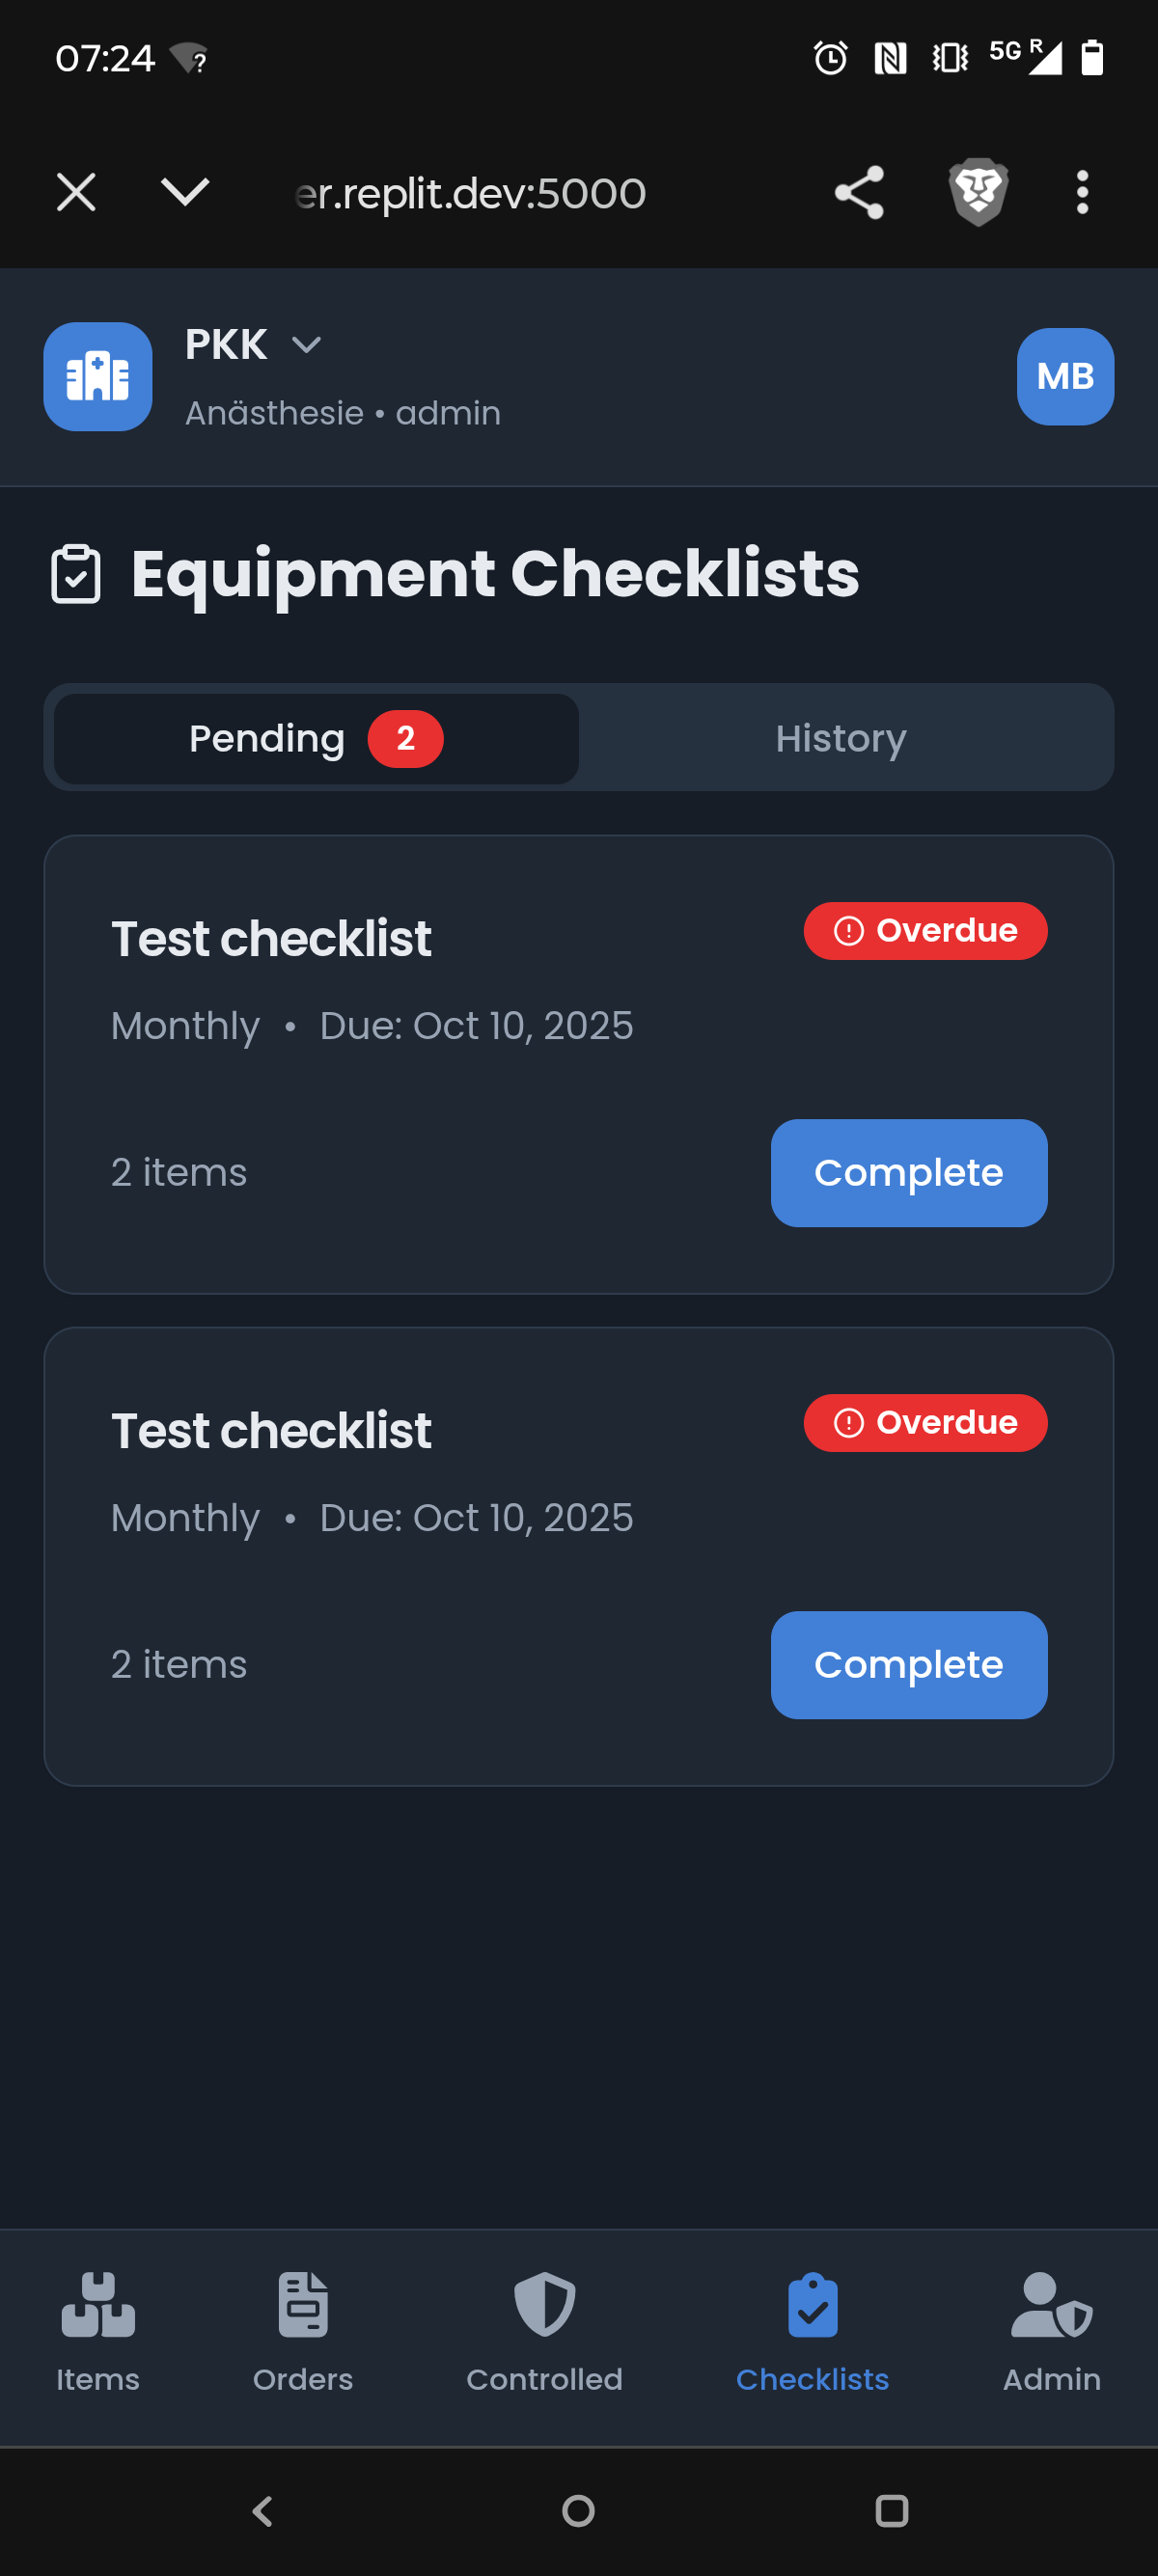 07:24
5G R
er.replit.dev:5000
PKK
Anästhesie • admin
MB
Equipment Checklists
Pending 2
History
Test checklist
Overdue
Monthly • Due: Oct 10, 2025
2 items
Complete
Test checklist
Overdue
Monthly • Due: Oct 10, 2025
2 items
Complete
Items
Orders
Controlled
Checklists
Admin